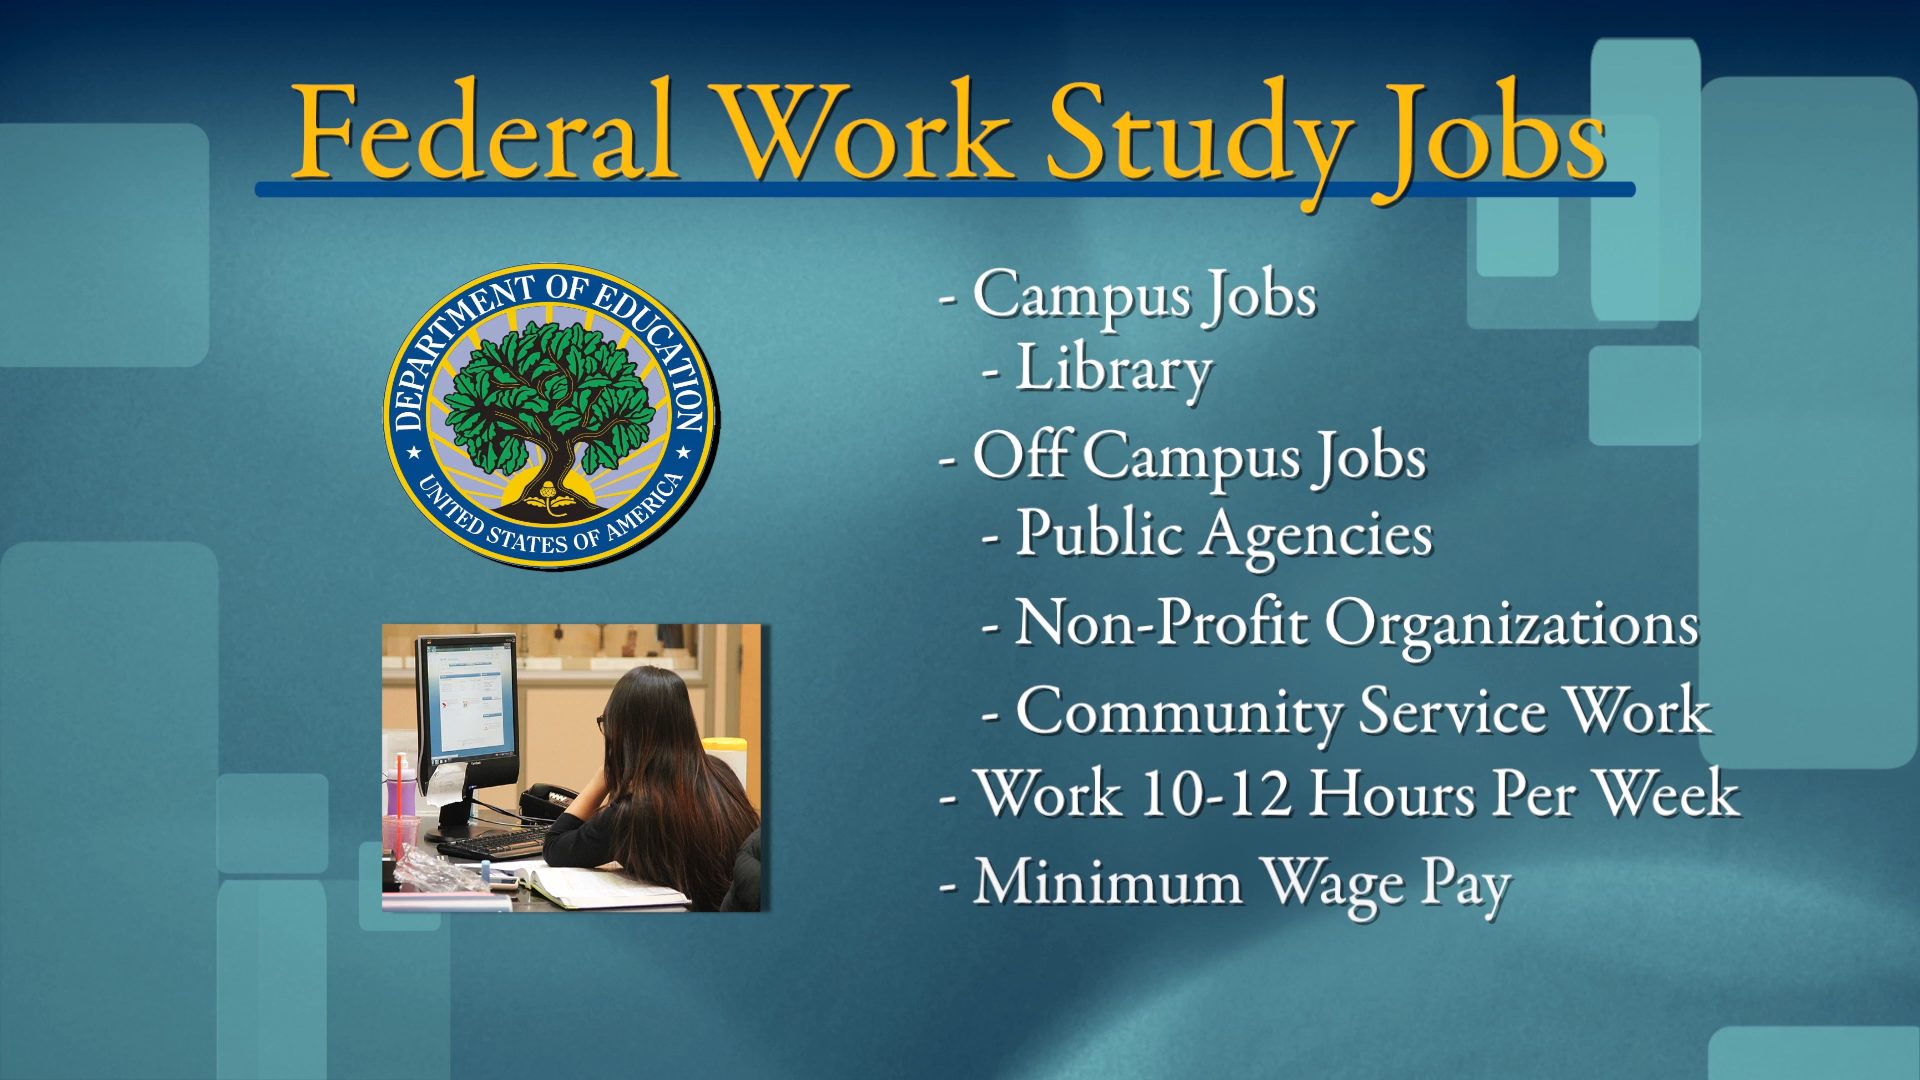 Federal Work Study Jobs
DEPARTMENT OF EDUCATION
UNITED STATES OF AMERICA
- Campus Jobs
- Library
- Off Campus Jobs
- Public Agencies
- Non-Profit Organizations
- Community Service Work
- Work 10-12 Hours Per Week
- Minimum Wage Pay